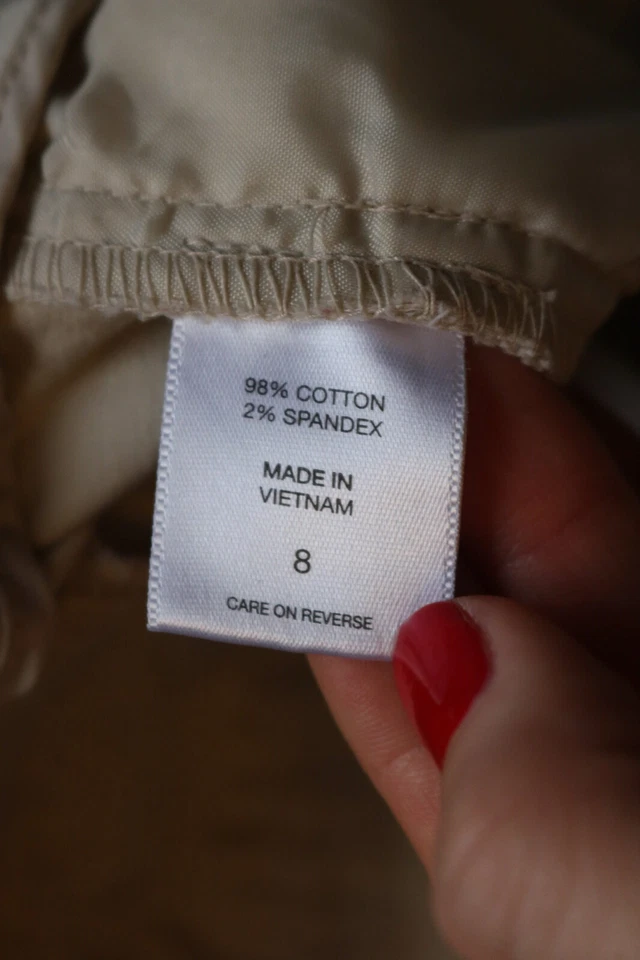 98% COTTON
2% SPANDEX
MADE IN
VIETNAM
8
CARE ON REVERSE